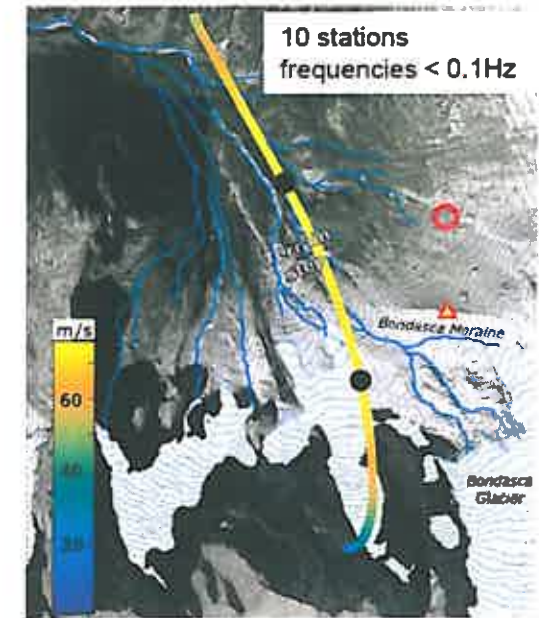 10 stations
frequencies < 0.1Hz
Bondasca Moraine
m/s
60
40
Bondasca
Glacier